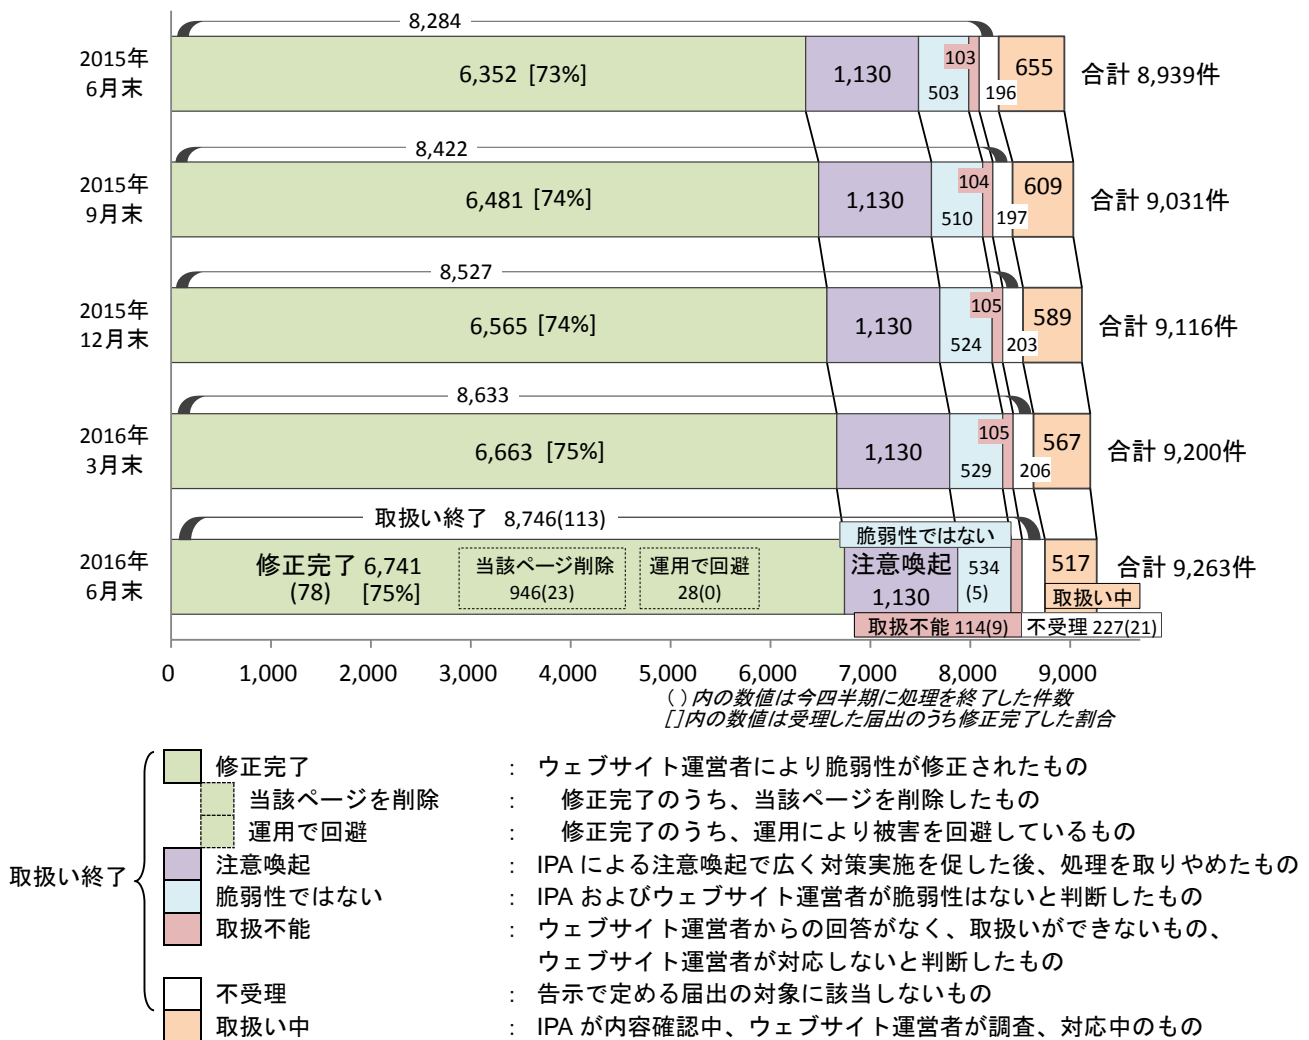 8,284
2015年
6月末
6,352 [73%]
1,130
503
103
196
655
合計 8,939件
8,422
2015年
9月末
6,481 [74%]
1,130
510
104
197
609
合計 9,031件
8,527
2015年
12月末
6,565 [74%]
1,130
524
105
203
589
合計 9,116件
8,633
2016年
3月末
6,663 [75%]
1,130
529
105
206
567
合計 9,200件
取扱い終了 8,746(113)
2016年
6月末
修正完了 6,741
(78) [75%]
当該ページ削除
946(23)
運用で回避
28(0)
脆弱性ではない
注意喚起
1,130
534
(5)
517
取扱い中
合計 9,263件
取扱不能 114(9)
不受理 227(21)
0 1,000 2,000 3,000 4,000 5,000 6,000 7,000 8,000 9,000
( )内の数値は今四半期に処理を終了した件数
[ ]内の数値は受理した届出のうち修正完了した割合
取扱い終了
修正完了 : ウェブサイト運営者により脆弱性が修正されたもの
当該ページを削除 : 修正完了のうち、当該ページを削除したもの
運用で回避 : 修正完了のうち、運用により被害を回避しているもの
注意喚起 : IPA による注意喚起で広く対策実施を促した後、処理を取りやめたもの
脆弱性ではない : IPA およびウェブサイト運営者が脆弱性はないと判断したもの
取扱不能 : ウェブサイト運営者からの回答がなく、取扱いができないもの、
ウェブサイト運営者が対応しないと判断したもの
不受理 : 告示で定める届出の対象に該当しないもの
取扱い中 : IPA が内容確認中、ウェブサイト運営者が調査、対応中のもの